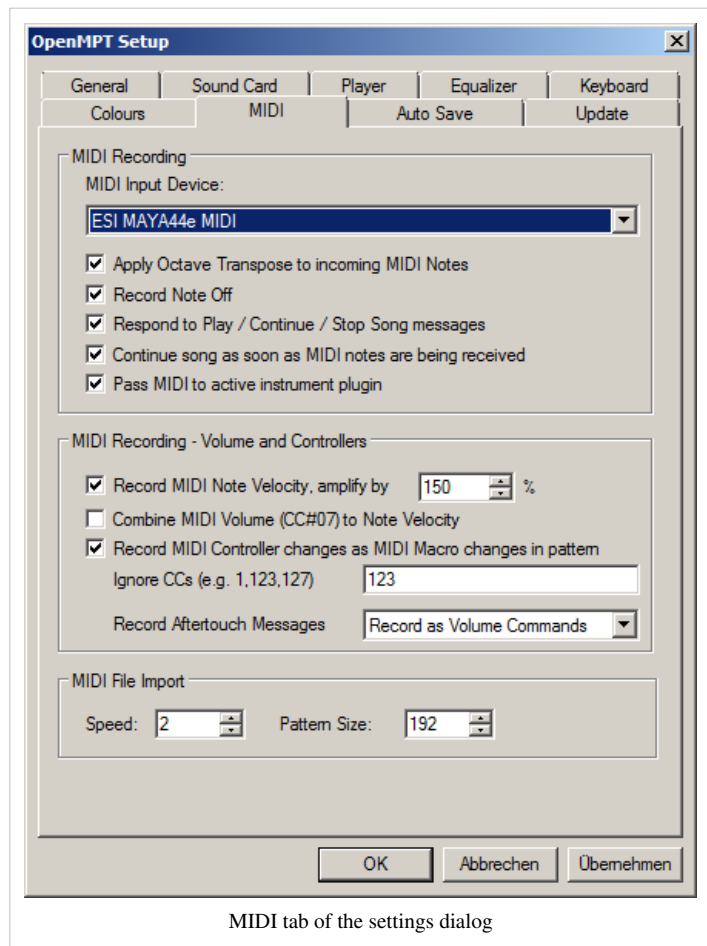 OpenMPT Setup
General Sound Card Player Equalizer Keyboard
Colours MIDI Auto Save Update
MIDI Recording
MIDI Input Device:
ESI MAYA44e MIDI
Apply Octave Transpose to incoming MIDI Notes
Record Note Off
Respond to Play / Continue / Stop Song messages
Continue song as soon as MIDI notes are being received
Pass MIDI to active instrument plugin
MIDI Recording - Volume and Controllers
Record MIDI Note Velocity, amplify by 150 %
Combine MIDI Volume (CC#07) to Note Velocity
Record MIDI Controller changes as MIDI Macro changes in pattern
Ignore CCs (e.g. 1,123,127) 123
Record Aftertouch Messages Record as Volume Commands
MIDI File Import
Speed: 2 Pattern Size: 192
OK Abbrechen Übernehmen
MIDI tab of the settings dialog